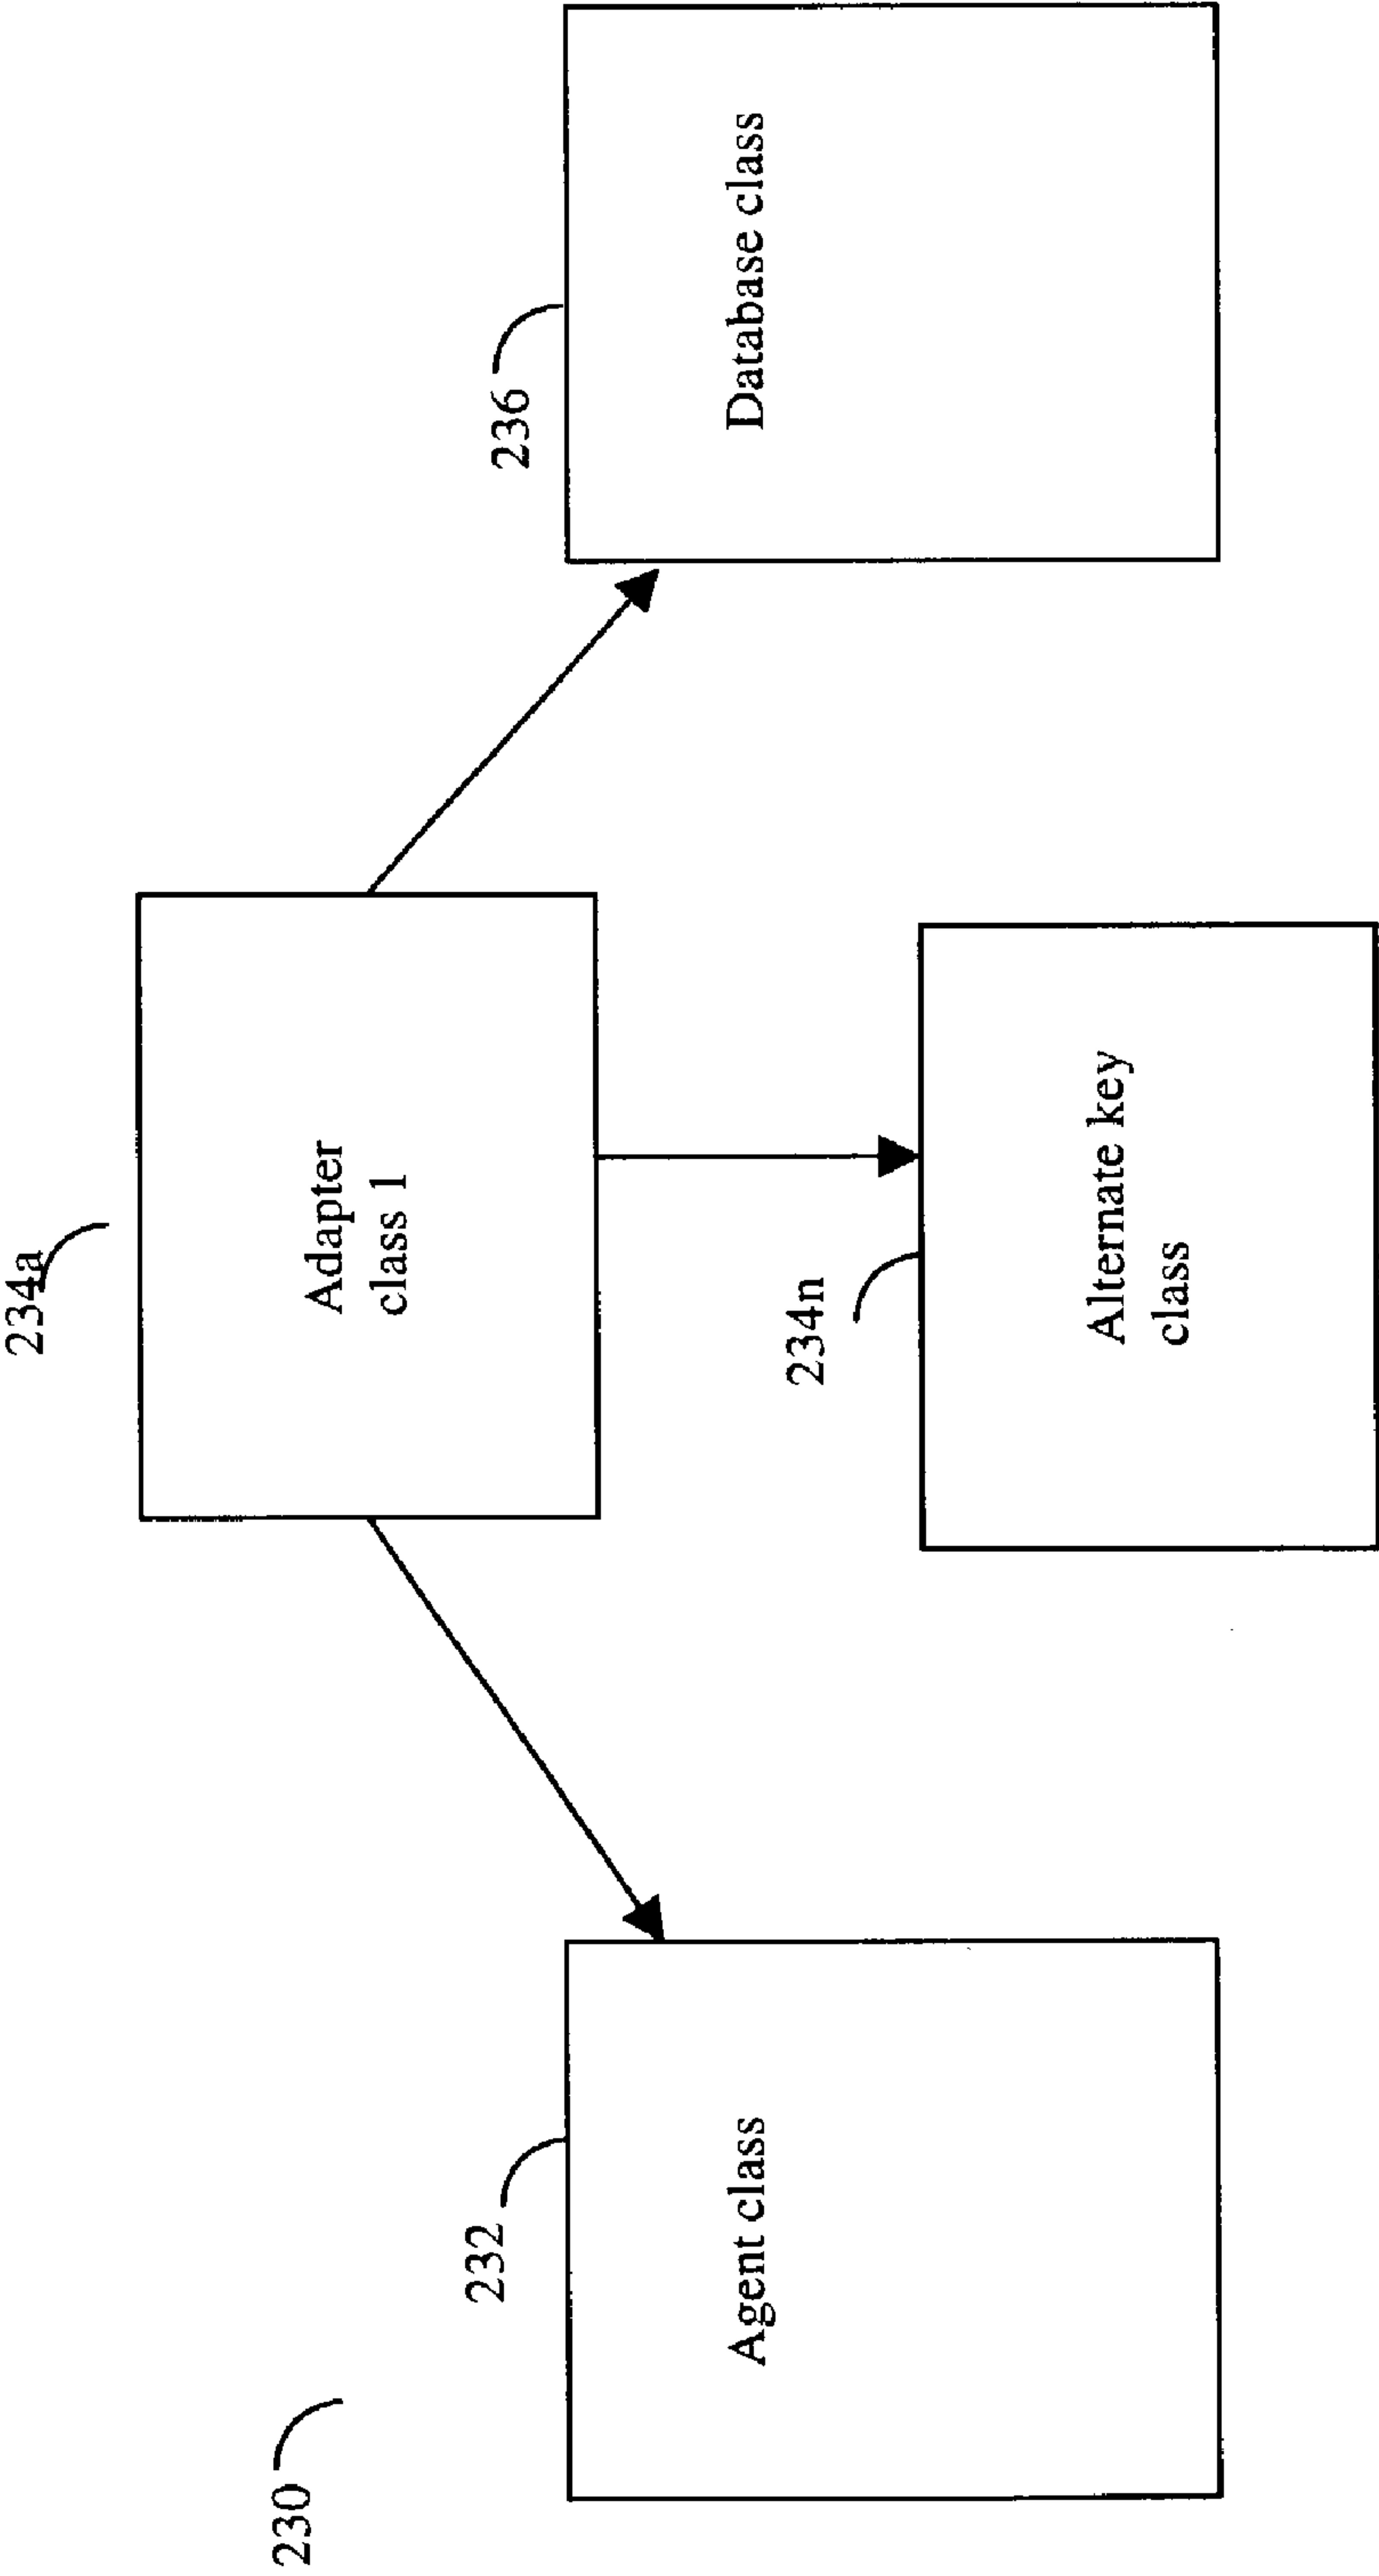 234a
Adapter
class 1
230
232
Agent class
236
Database class
234n
Alternate key
class